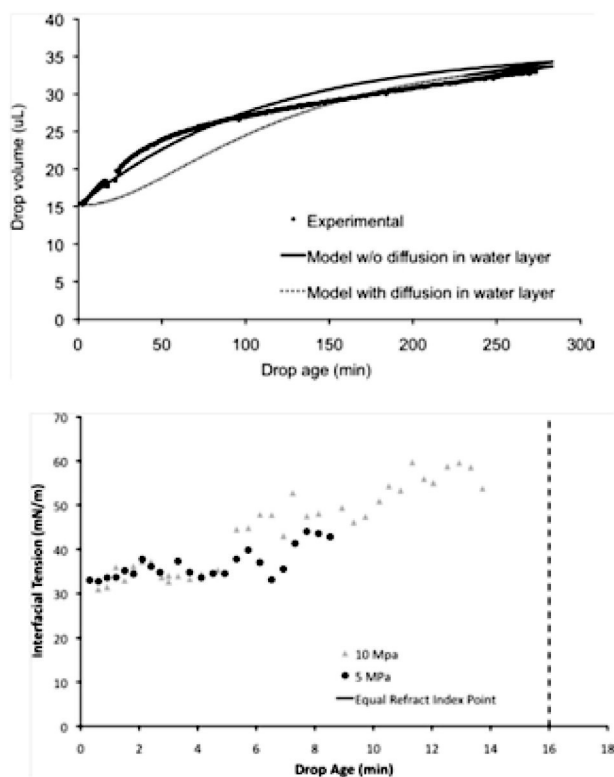 40
35
30
25
20
15
10
5
0
Drop volume (uL)
Experimental
Model w/o diffusion in water layer
Model with diffusion in water layer
0 50 100 150 200 250 300
Drop age (min)
70
60
50
40
30
20
10
0
Interfacial Tension (mN/m)
10 Mpa
5 MPa
Equal Refract Index Point
0 2 4 6 8 10 12 14 16 18
Drop Age (min)